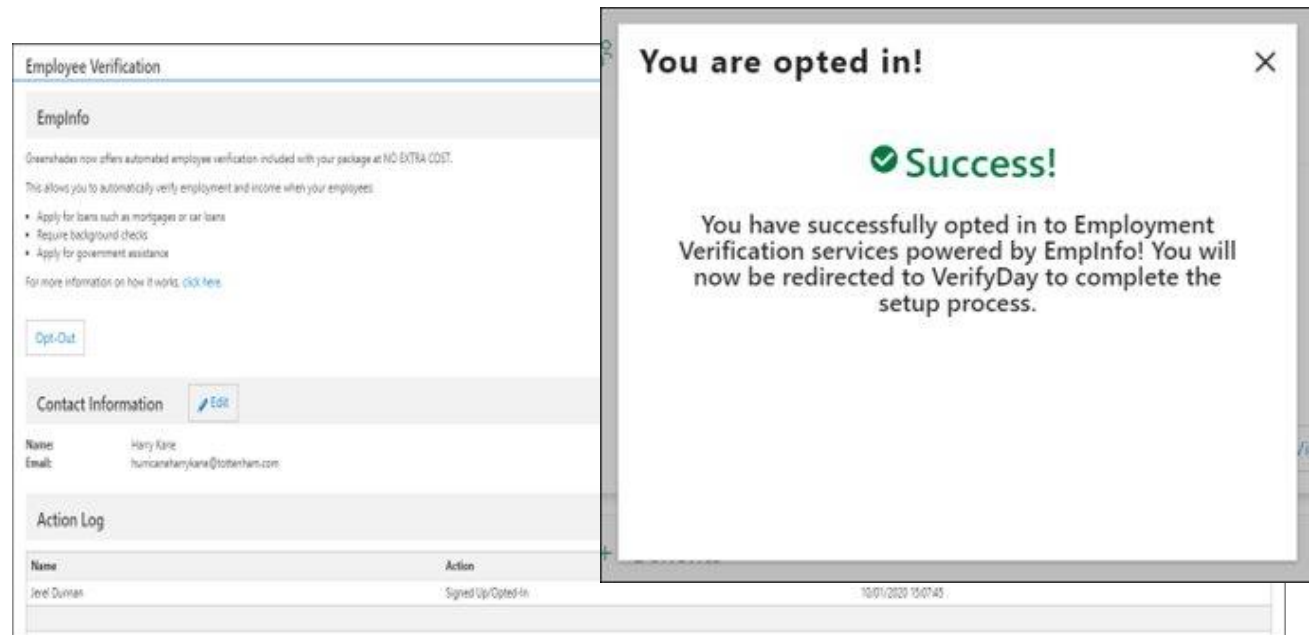 Employee Verification
EmpInfo
Greenshades now offers automated employee verification included with your package at NO EXTRA COST.
This allows you to automatically verify employment and income when your employees:
• Apply for loans such as mortgages or car loans
• Require background checks
• Apply for government assistance
For more information on how it works, click here.
Opt-Out
Contact Information Edit
Name: Harry Kane
Email: hurricaneharrykane@tottenham.com
Action Log
Name Action
Signed Up/Opted-In 10/01/2020 15:07:45
You are opted in!
Success!
You have successfully opted in to Employment
Verification services powered by EmpInfo! You will
now be redirected to VerifyDay to complete the
setup process.